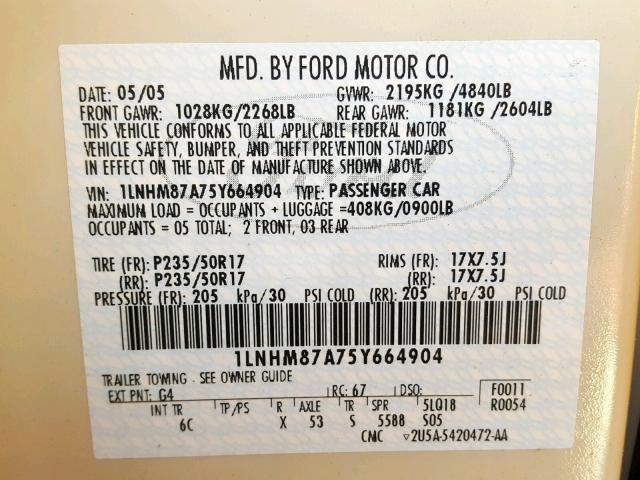 MFD. BY FORD MOTOR CO.
DATE: 05/05 GVWR: 2195KG /4840LB
FRONT GAWR: 1028KG/2268LB REAR GAWR: 1181KG /2604LB
THIS VEHICLE CONFORMS TO ALL APPLICABLE FEDERAL MOTOR
VEHICLE SAFETY, BUMPER, AND THEFT PREVENTION STANDARDS
IN EFFECT ON THE DATE OF MANUFACTURE SHOWN ABOVE.
VIN: 1LNHM87A75Y664904 TYPE: PASSENGER CAR
MAXIMUM LOAD = OCCUPANTS + LUGGAGE =408KG/0900LB
OCCUPANTS = 05 TOTAL; 2 FRONT, 03 REAR
TIRE (FR): P235/50R17 RIMS (FR): 17X7.5J
(RR): P235/50R17 (RR): 17X7.5J
PRESSURE (FR): 205 kPa/30 PSI COLD (RR): 205 kPa/30 PSI COLD
1LNHM87A75Y664904
TRAILER TOWING - SEE OWNER GUIDE
EXT PNT: G4 RC: 67 DSO: F0011
INT TR TP/PS R AXLE TR SPR 5LQ18 R0054
6C X 53 S 5588 S05
CMC 2U5A-5420472-AA